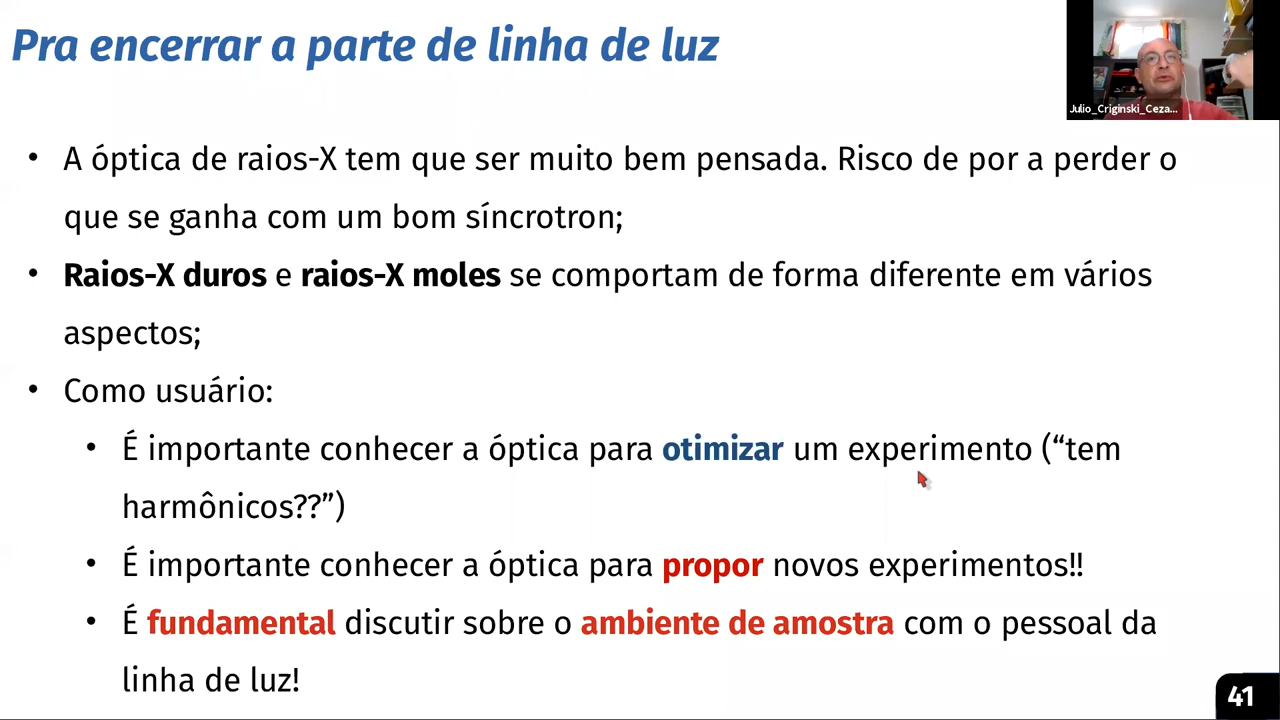 Pra encerrar a parte de linha de luz
Julio_Criginski_Ceza...
• A óptica de raios-X tem que ser muito bem pensada. Risco de por a perder o
que se ganha com um bom síncrotron;
• Raios-X duros e raios-X moles se comportam de forma diferente em vários
aspectos;
• Como usuário:
• É importante conhecer a óptica para otimizar um experimento (“tem
harmônicos??”)
• É importante conhecer a óptica para propor novos experimentos!!
• É fundamental discutir sobre o ambiente de amostra com o pessoal da
linha de luz!
41